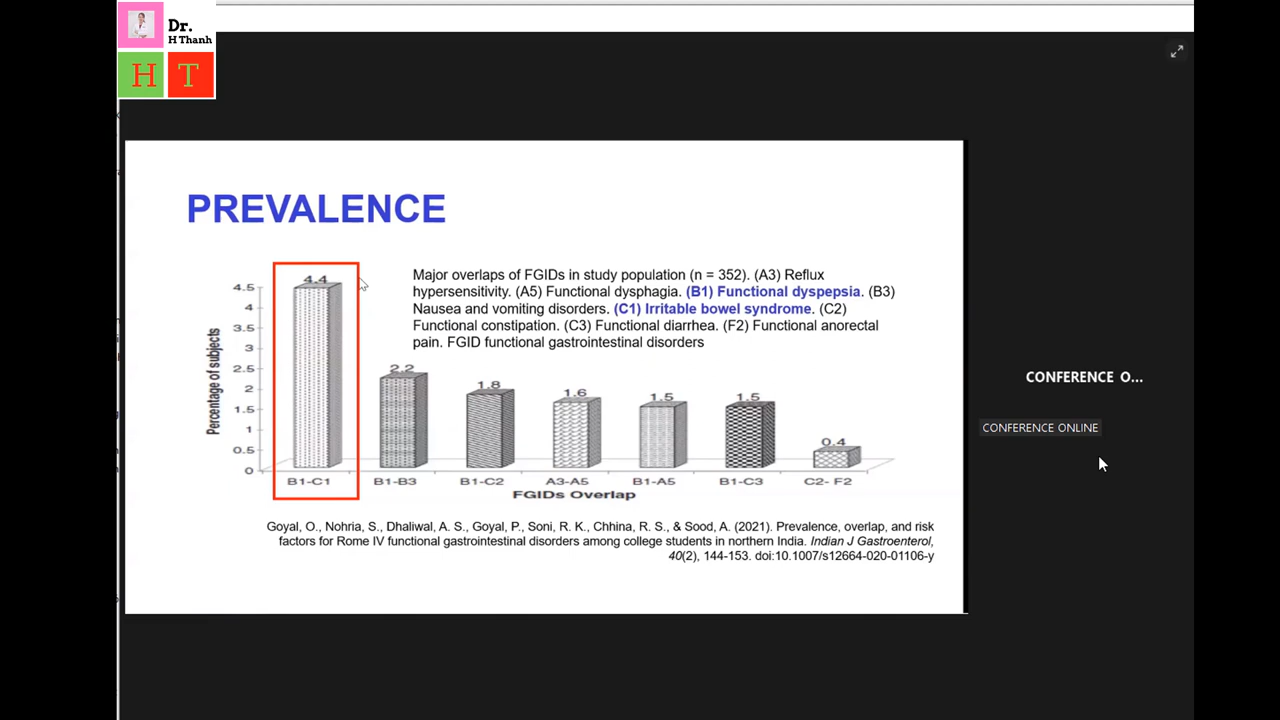 Dr.
H Thanh
H T
PREVALENCE
Major overlaps of FGIDs in study population (n = 352). (A3) Reflux
hypersensitivity. (A5) Functional dysphagia. (B1) Functional dyspepsia. (B3)
Nausea and vomiting disorders. (C1) Irritable bowel syndrome. (C2)
Functional constipation. (C3) Functional diarrhea. (F2) Functional anorectal
pain. FGID functional gastrointestinal disorders
Percentage of subjects
4.5
4
3.5
3
2.5
2
1.5
1
0.5
0
4.4
2.2
1.8
1.6
1.5
1.5
0.4
B1-C1 B1-B3 B1-C2 A3-A5 B1-A5 B1-C3 C2- F2
FGIDs Overlap
Goyal, O., Nohria, S., Dhaliwal, A. S., Goyal, P., Soni, R. K., Chhina, R. S., & Sood, A. (2021). Prevalence, overlap, and risk
factors for Rome IV functional gastrointestinal disorders among college students in northern India. Indian J Gastroenterol,
40(2), 144-153. doi:10.1007/s12664-020-01106-y
CONFERENCE O...
CONFERENCE ONLINE